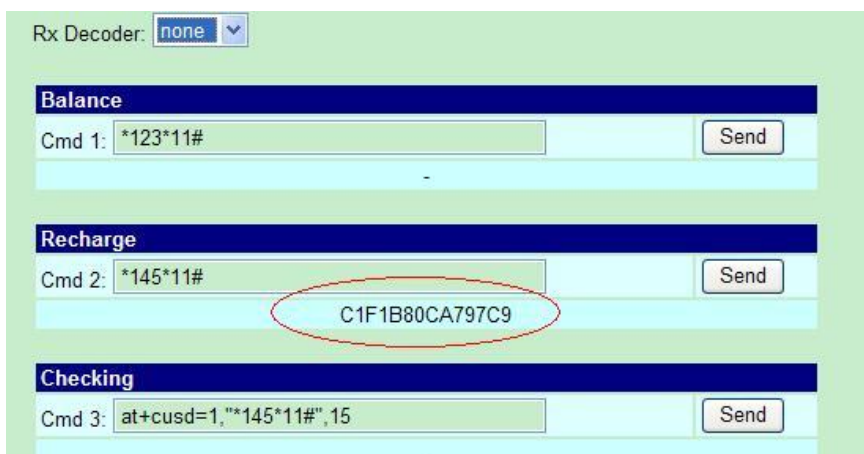 Rx Decoder: none
Balance
Cmd 1: *123*11# Send
-
Recharge
Cmd 2: *145*11# Send
C1F1B80CA797C9
Checking
Cmd 3: at+cusd=1,"*145*11#",15 Send